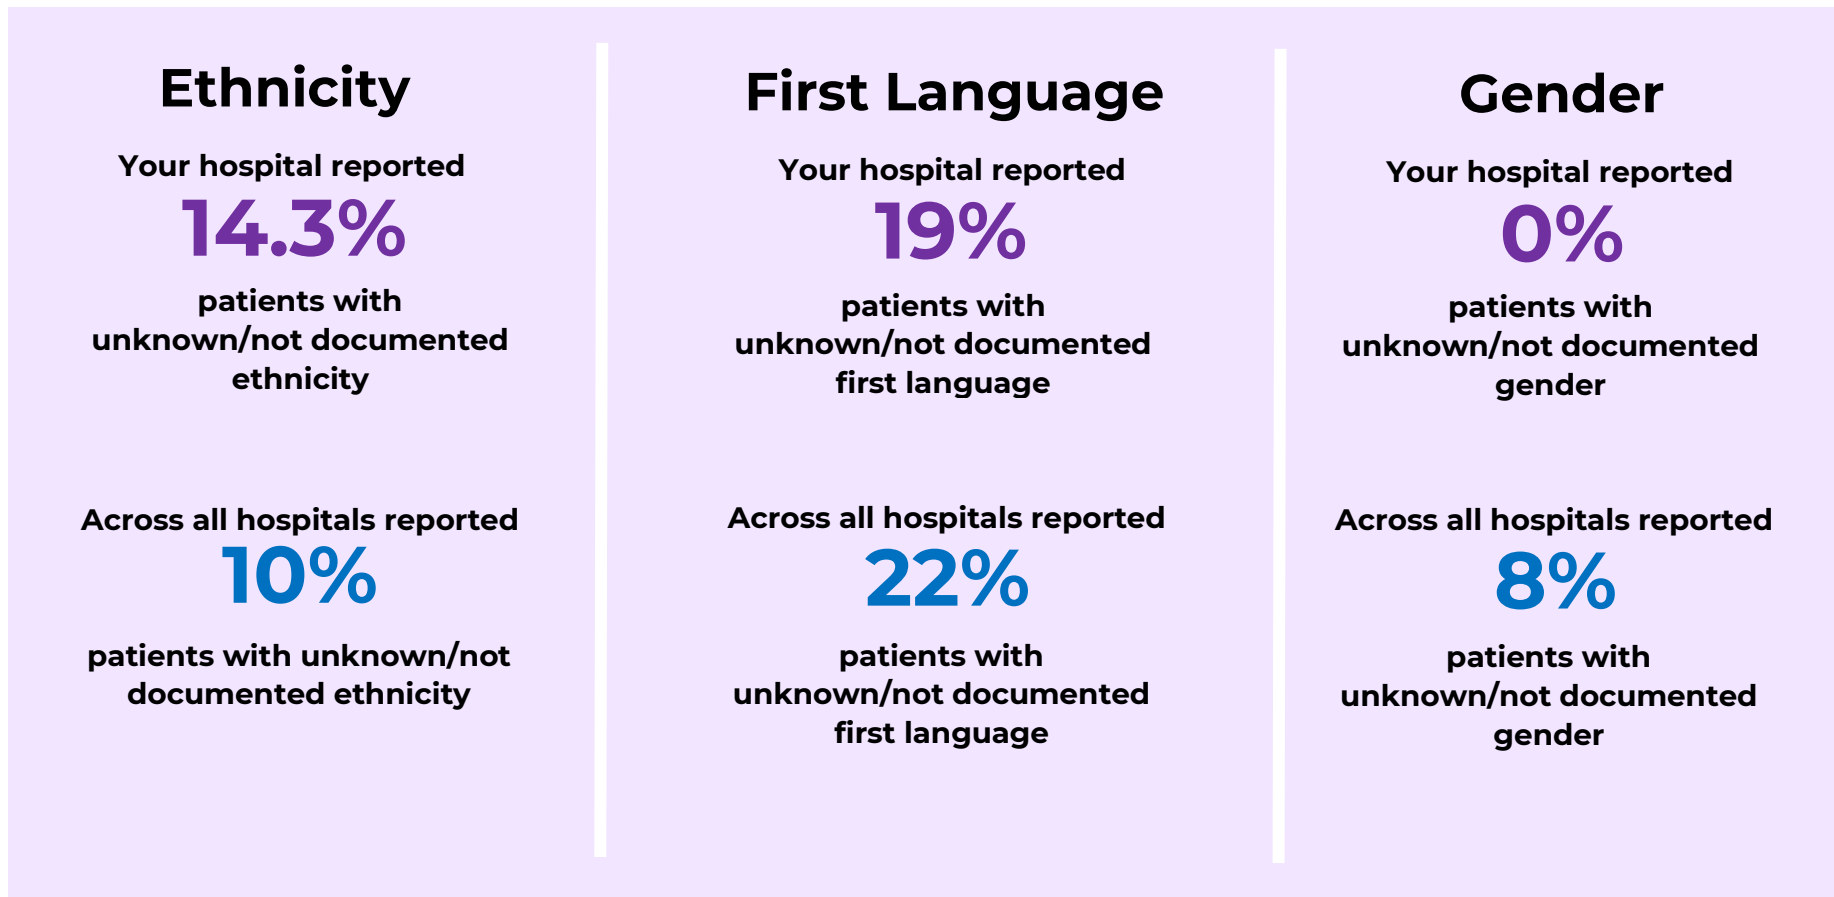 Ethnicity
Your hospital reported
14.3%
patients with
unknown/not documented
ethnicity
Across all hospitals reported
10%
patients with unknown/not
documented ethnicity
First Language
Your hospital reported
19%
patients with
unknown/not documented
first language
Across all hospitals reported
22%
patients with
unknown/not documented
first language
Gender
Your hospital reported
0%
patients with
unknown/not documented
gender
Across all hospitals reported
8%
patients with
unknown/not documented
gender